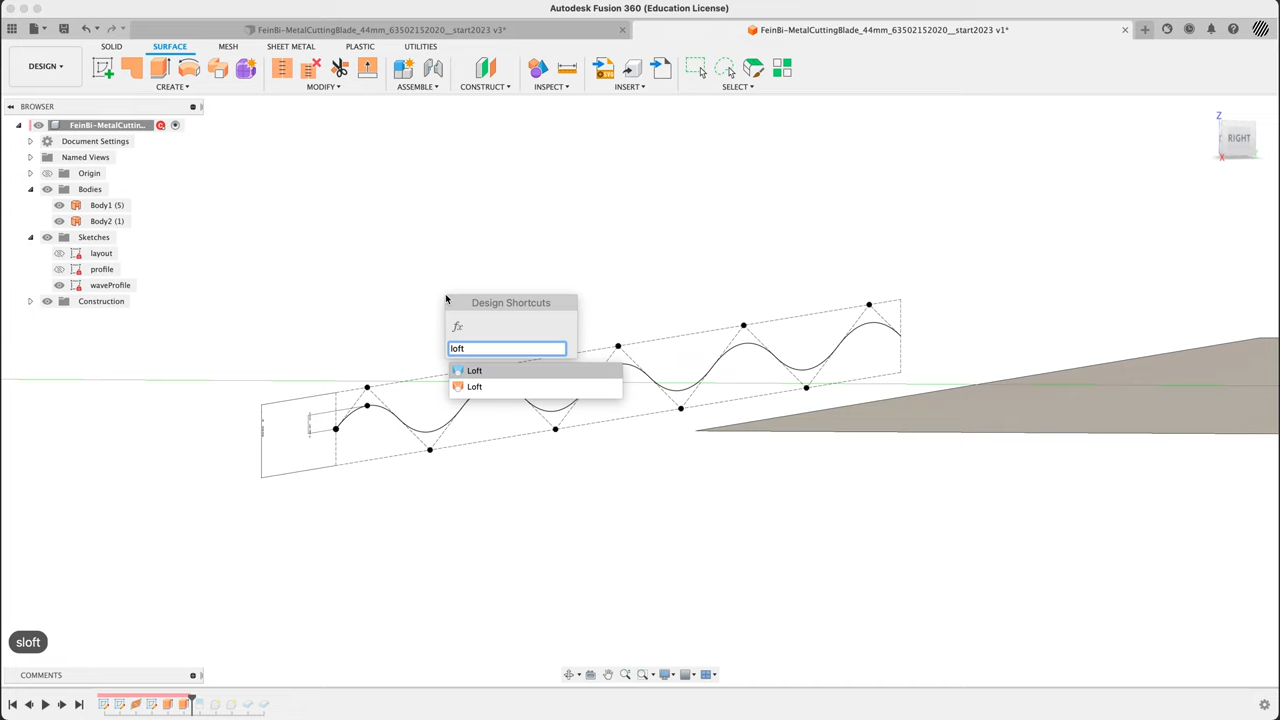 Autodesk Fusion 360 (Education License)
FeinBi-MetalCuttingBlade_44mm_63502152020__start2023 v3*
FeinBi-MetalCuttingBlade_44mm_63502152020__start2023 v1*
SOLID
SURFACE
MESH
SHEET METAL
PLASTIC
UTILITIES
DESIGN
CREATE
MODIFY
ASSEMBLE
CONSTRUCT
INSPECT
INSERT
SELECT
BROWSER
FeinBi-MetalCuttin...
Document Settings
Named Views
Origin
Bodies
Body1 (5)
Body2 (1)
Sketches
layout
profile
waveProfile
Construction
Z
RIGHT
X
Design Shortcuts
fx
loft
Loft
Loft
sloft
COMMENTS